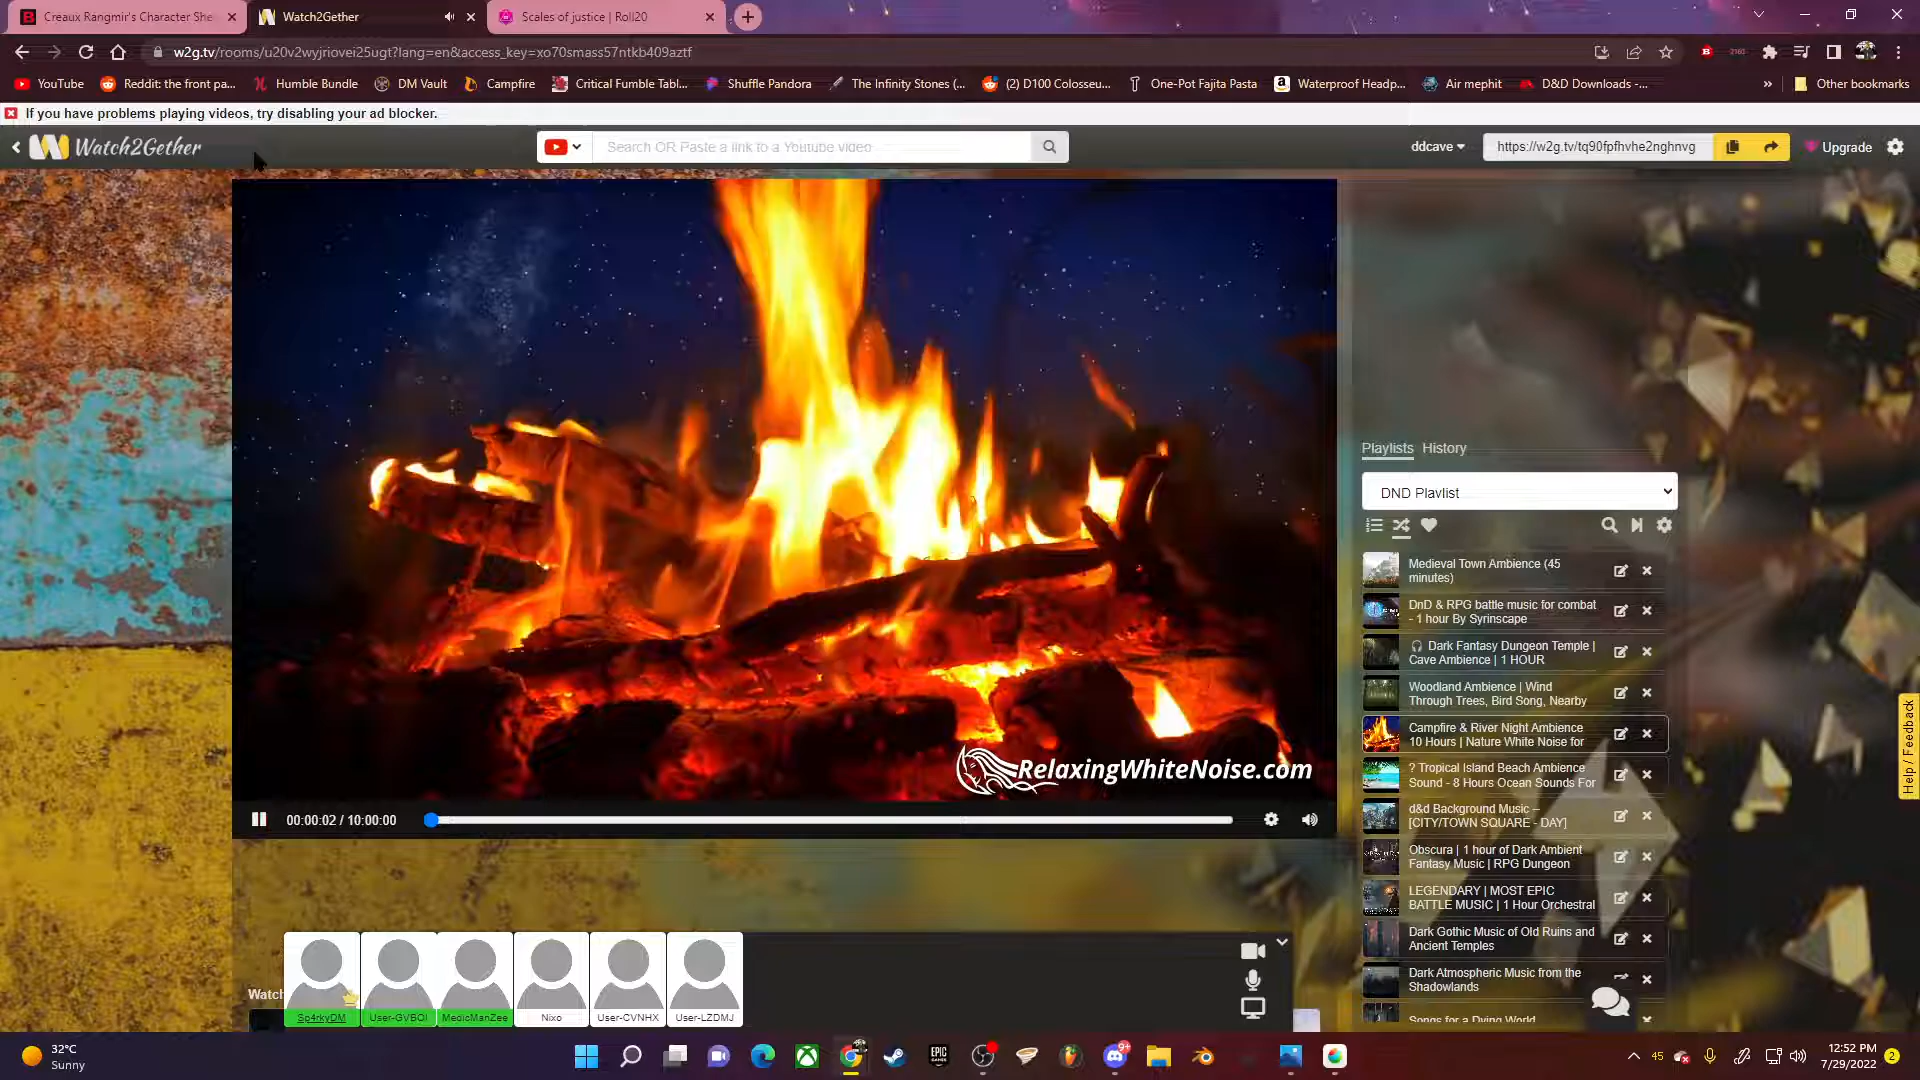 Creaux Rangmir's Character She
Watch2Gether
Scales of justice | Roll20
w2g.tv/rooms/u20v2wyjriovei25ugt?lang=en&access_key=xo70smass57ntkb409aztf
YouTube
Reddit: the front pa...
Humble Bundle
DM Vault
Campfire
Critical Fumble Tabl...
Shuffle Pandora
The Infinity Stones (...
(2) D100 Colosseu...
One-Pot Fajita Pasta
Waterproof Headp...
Air mephit
D&D Downloads -...
»
Other bookmarks
If you have problems playing videos, try disabling your ad blocker.
Watch2Gether
Search OR Paste a link to a Youtube video
ddcave
https://w2g.tv/tq90fpfhvhe2nghnvg
Upgrade
Playlists History
DND Playlist
Medieval Town Ambience (45
minutes)
DnD & RPG battle music for combat
- 1 hour By Syrinscape
🎧 Dark Fantasy Dungeon Temple |
Cave Ambience | 1 HOUR
Woodland Ambience | Wind
Through Trees, Bird Song, Nearby
Campfire & River Night Ambience
10 Hours | Nature White Noise for
? Tropical Island Beach Ambience
Sound - 8 Hours Ocean Sounds For
d&d Background Music –
[CITY/TOWN SQUARE - DAY]
Obscura | 1 hour of Dark Ambient
Fantasy Music | RPG Dungeon
LEGENDARY | MOST EPIC
BATTLE MUSIC | 1 Hour Orchestral
Dark Gothic Music of Old Ruins and
Ancient Temples
Dark Atmospheric Music from the
Shadowlands
Songs for a Dying World
Help / Feedback
RelaxingWhiteNoise.com
00:00:02 / 10:00:00
Watch
Sp4rkyDM
User-GVBQI
MedicManZee
Nixo
User-CVNHX
User-LZDMJ
32°C
Sunny
EPIC
GAMES
9+
45
12:52 PM
7/29/2022
2